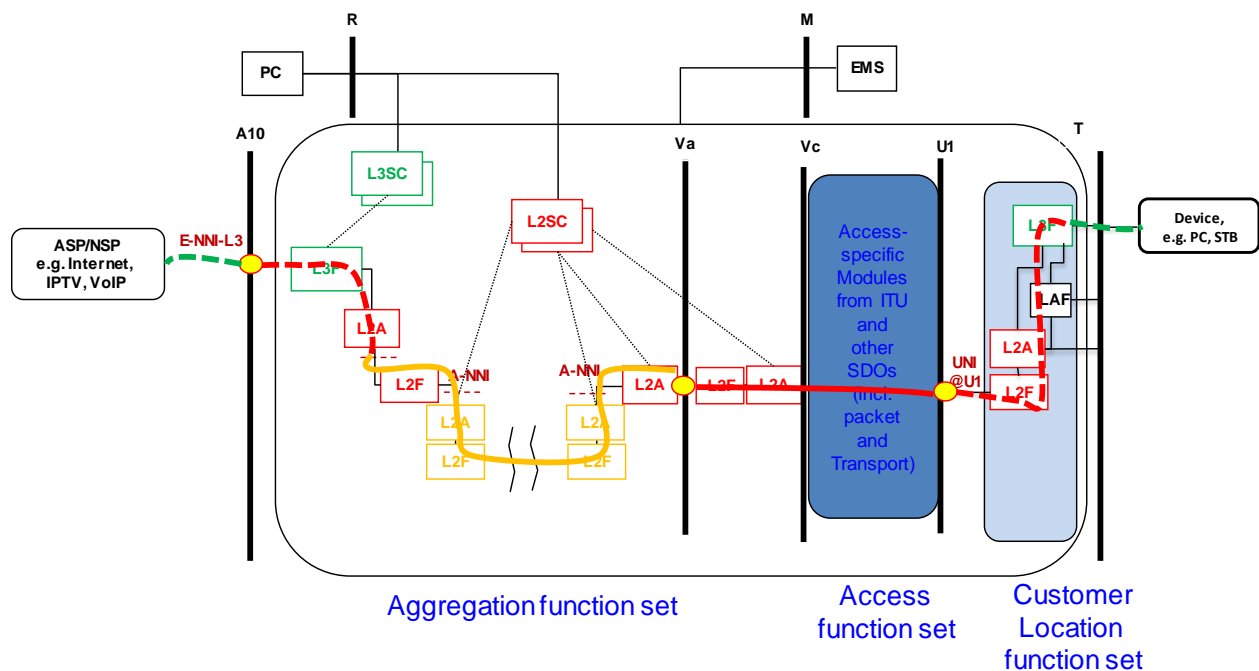 R
M
PC
EMS
A10
T
Va
Vc
U1
L3SC
L2SC
L3F
Device,
e.g. PC, STB
ASP/NSP
e.g. Internet,
IPTV, VoIP
E-NNI-L3
L3F
Access-
specific
Modules
from ITU
and
other
SDOs
(incl.
packet
and
Transport)
LAF
L2A
L2A
A-NNI
A-NNI
L2F
L2A
L2F
L2A
UNI
@U1
L2F
L2A
L2A
L2F
L2F
Aggregation function set
Access
function set
Customer
Location
function set